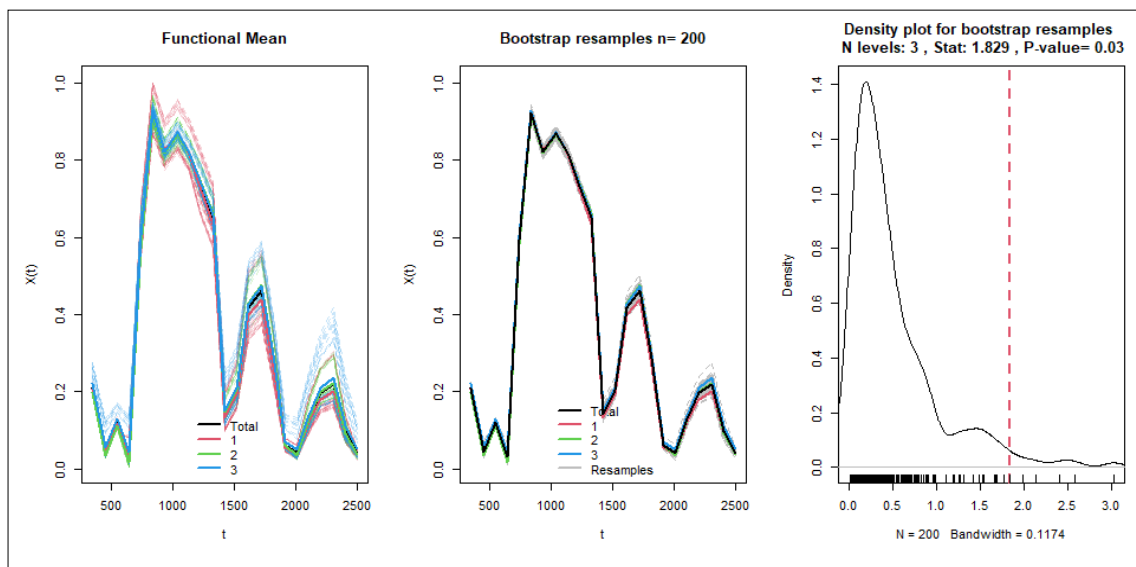 Functional Mean
X(t)
1.0
0.8
0.6
0.4
0.2
0.0
Total
1
2
3
500 1000 1500 2000 2500
t
Bootstrap resamples n= 200
X(t)
1.0
0.8
0.6
0.4
0.2
0.0
Total
1
2
3
Resamples
500 1000 1500 2000 2500
t
Density plot for bootstrap resamples
N levels: 3 , Stat: 1.829 , P-value= 0.03
Density
1.4
1.2
1.0
0.8
0.6
0.4
0.2
0.0
0.0 0.5 1.0 1.5 2.0 2.5 3.0
N = 200 Bandwidth = 0.1174